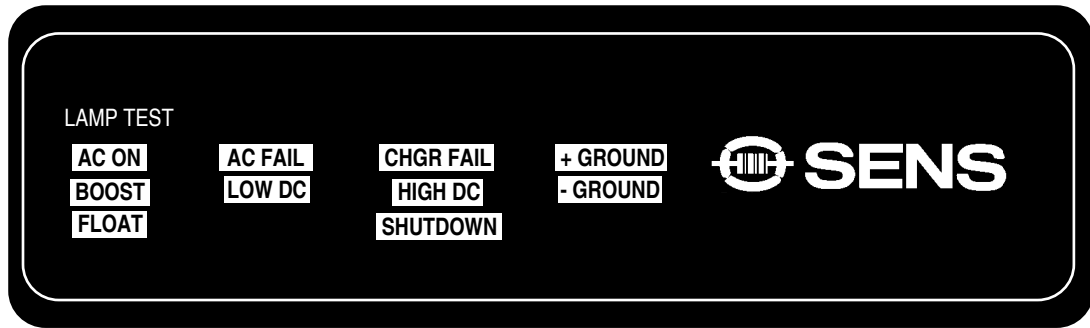 LAMP TEST
AC ON AC FAIL CHGR FAIL + GROUND
BOOST LOW DC HIGH DC - GROUND
FLOAT SHUTDOWN
SENS